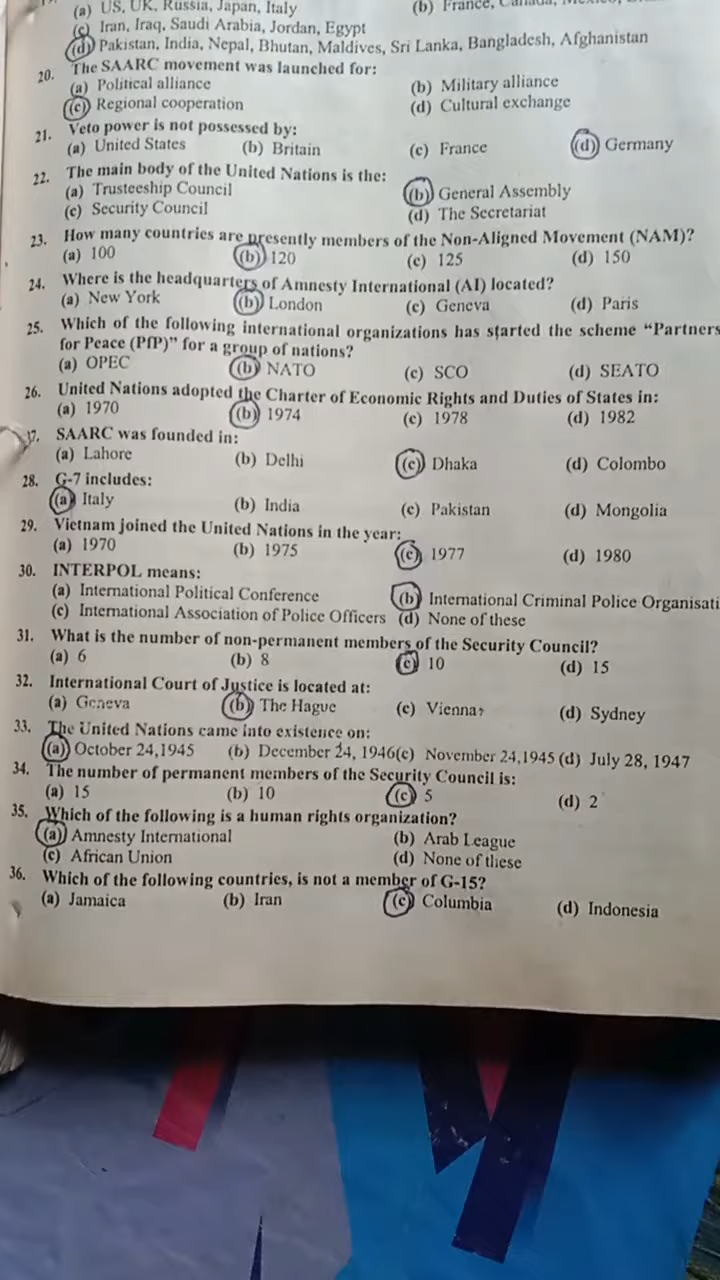 (a) US, UK, Russia, Japan, Italy (b) France,
(c) Iran, Iraq, Saudi Arabia, Jordan, Egypt
(d) Pakistan, India, Nepal, Bhutan, Maldives, Sri Lanka, Bangladesh, Afghanistan
20. The SAARC movement was launched for:
(a) Political alliance (b) Military alliance
(c) Regional cooperation (d) Cultural exchange
21. Veto power is not possessed by:
(a) United States (b) Britain (c) France (d) Germany
22. The main body of the United Nations is the:
(a) Trusteeship Council (b) General Assembly
(c) Security Council (d) The Secretariat
23. How many countries are presently members of the Non-Aligned Movement (NAM)?
(a) 100 (b) 120 (c) 125 (d) 150
24. Where is the headquarters of Amnesty International (AI) located?
(a) New York (b) London (c) Geneva (d) Paris
25. Which of the following international organizations has started the scheme “Partners
for Peace (PfP)” for a group of nations?
(a) OPEC (b) NATO (c) SCO (d) SEATO
26. United Nations adopted the Charter of Economic Rights and Duties of States in:
(a) 1970 (b) 1974 (c) 1978 (d) 1982
37. SAARC was founded in:
(a) Lahore (b) Delhi (c) Dhaka (d) Colombo
28. G-7 includes:
(a) Italy (b) India (c) Pakistan (d) Mongolia
29. Vietnam joined the United Nations in the year:
(a) 1970 (b) 1975 (c) 1977 (d) 1980
30. INTERPOL means:
(a) International Political Conference (b) International Criminal Police Organisati
(c) International Association of Police Officers (d) None of these
31. What is the number of non-permanent members of the Security Council?
(a) 6 (b) 8 (c) 10 (d) 15
32. International Court of Justice is located at:
(a) Geneva (b) The Hague (c) Vienna? (d) Sydney
33. The United Nations came into existence on:
(a) October 24,1945 (b) December 24, 1946(c) November 24,1945 (d) July 28, 1947
34. The number of permanent members of the Security Council is:
(a) 15 (b) 10 (c) 5 (d) 2
35. Which of the following is a human rights organization?
(a) Amnesty International (b) Arab League
(c) African Union (d) None of these
36. Which of the following countries, is not a member of G-15?
(a) Jamaica (b) Iran (c) Columbia (d) Indonesia